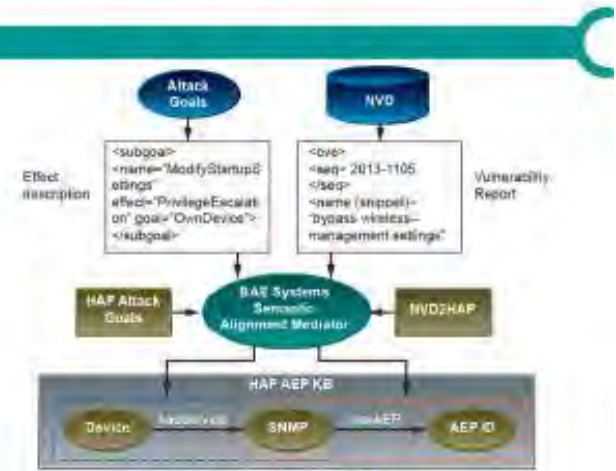 Attack
Goals
NVD
Effect
description
<subgoal>
<name="ModifyStartupS
ettings"
effect="PrivilegeEscalati
on" goal="OwnDevice">
</subgoal>
<cve>
<seq= 2013-1105
</seq>
<name (snippet)=
"bypass wireless-
management settings"
Vulnerability
Report
HAP Attack
Goals
BAE Systems
Semantic
Alignment Mediator
NVD2HAP
HAP AEP KB
Device
SNMP
AEP ID